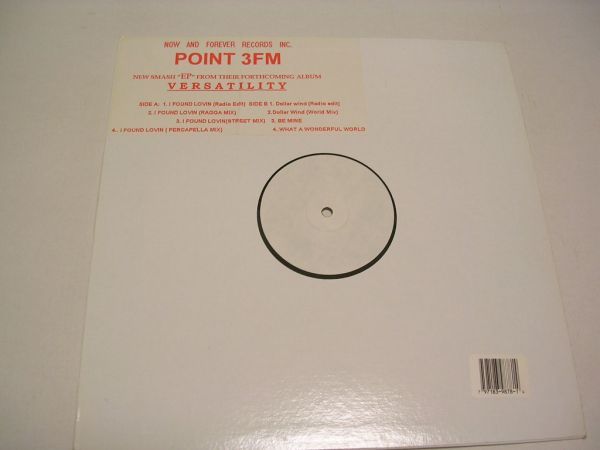 NOW AND FOREVER RECORDS INC.
POINT 3FM
NEW SMASH "EP" FROM THEIR FORTHCOMING ALBUM
VERSATILITY
SIDE A: 1. I FOUND LOVIN (Radio Edit) SIDE B 1. Dollar wind (Radio edit)
2. I FOUND LOVIN (RAGGA MIX) 2.Dollar Wind (World Mix)
3. I FOUND LOVIN(STREET MIX) 3. BE MINE
4.. I FOUND LOVIN ( PERCAPELLA MIX) 4. WHAT A WONDERFUL WORLD